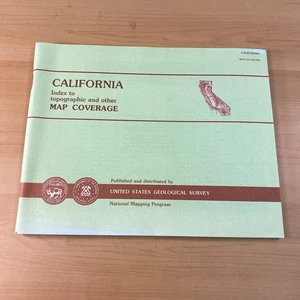 CALIFORNIA
CALIFORNIA
Index to
topographic and other
MAP COVERAGE
Published and distributed by
UNITED STATES GEOLOGICAL SURVEY
National Mapping Program